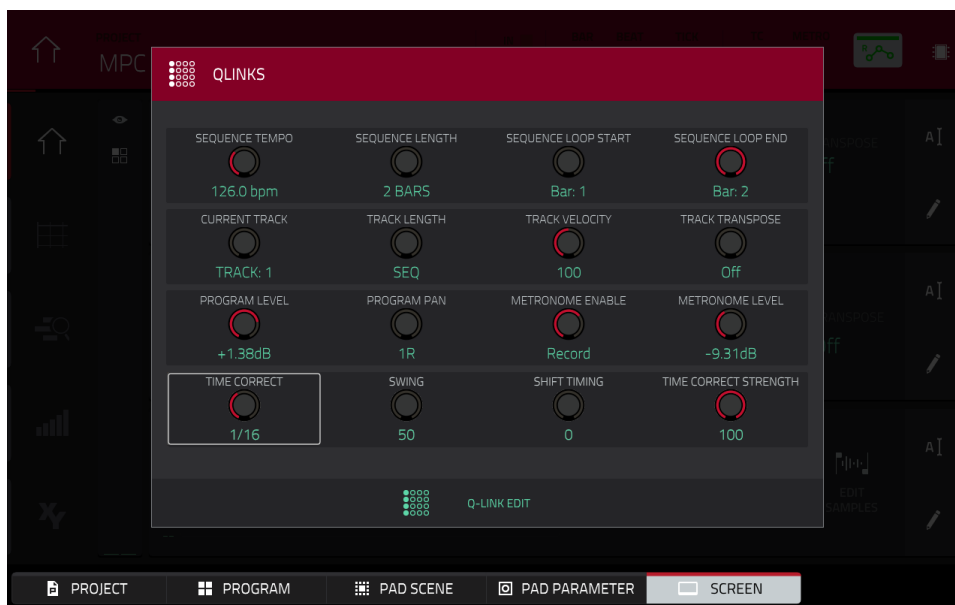 PROJECT
MPC
QLINKS
SEQUENCE TEMPO SEQUENCE LENGTH SEQUENCE LOOP START SEQUENCE LOOP END
126.0 bpm 2 BARS Bar: 1 Bar: 2
CURRENT TRACK TRACK LENGTH TRACK VELOCITY TRACK TRANSPOSE
TRACK: 1 SEQ 100 Off
PROGRAM LEVEL PROGRAM PAN METRONOME ENABLE METRONOME LEVEL
+1.38dB 1R Record -9.31dB
TIME CORRECT SWING SHIFT TIMING TIME CORRECT STRENGTH
1/16 50 0 100
Q-LINK EDIT
EDIT
SAMPLES
PROJECT PROGRAM PAD SCENE PAD PARAMETER SCREEN